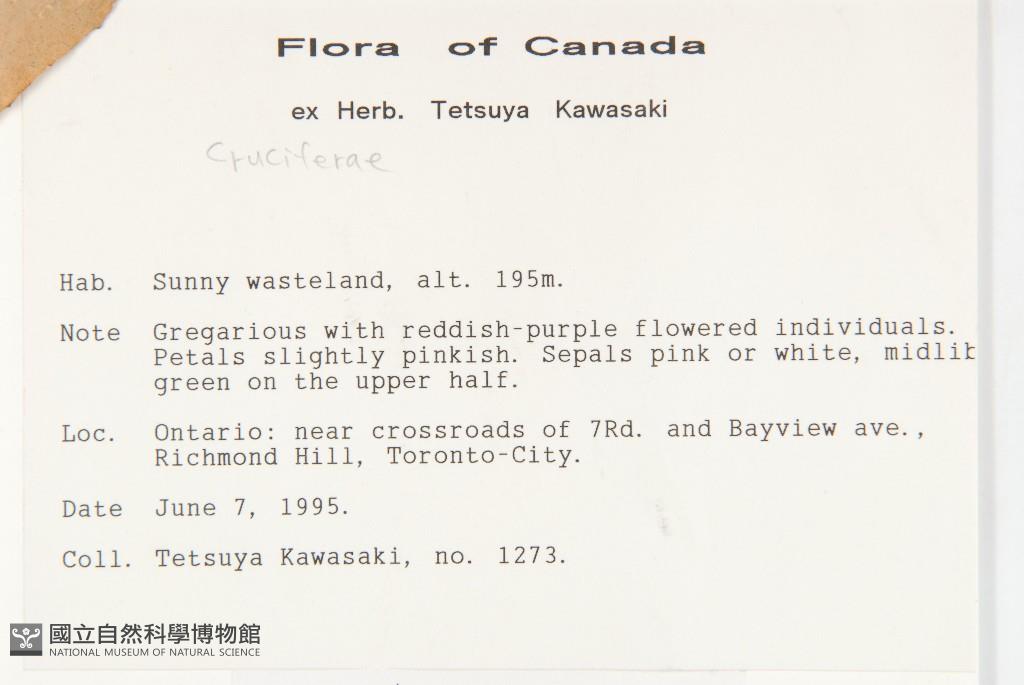 Flora of Canada
ex Herb. Tetsuya Kawasaki
Cruciferae
Hab. Sunny wasteland, alt. 195m.
Note Gregarious with reddish-purple flowered individuals.
Petals slightly pinkish. Sepals pink or white, midlib
green on the upper half.
Loc. Ontario: near crossroads of 7Rd. and Bayview ave.,
Richmond Hill, Toronto-City.
Date June 7, 1995.
Coll. Tetsuya Kawasaki, no. 1273.
國立自然科學博物館
NATIONAL MUSEUM OF NATURAL SCIENCE